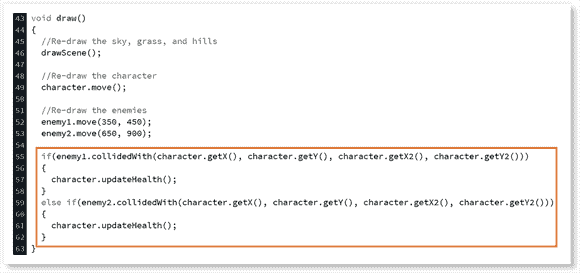 43 void draw()
44 {
45   //Re-draw the sky, grass, and hills
46   drawScene();
47
48   //Re-draw the character
49   character.move();
50
51   //Re-draw the enemies
52   enemy1.move(350, 450);
53   enemy2.move(650, 900);
54
55   if(enemy1.collidedWith(character.getX(), character.getY(), character.getX2(), character.getY2()))
56   {
57     character.updateHealth();
58   }
59   else if(enemy2.collidedWith(character.getX(), character.getY(), character.getX2(), character.getY2()))
60   {
61     character.updateHealth();
62   }
63 }